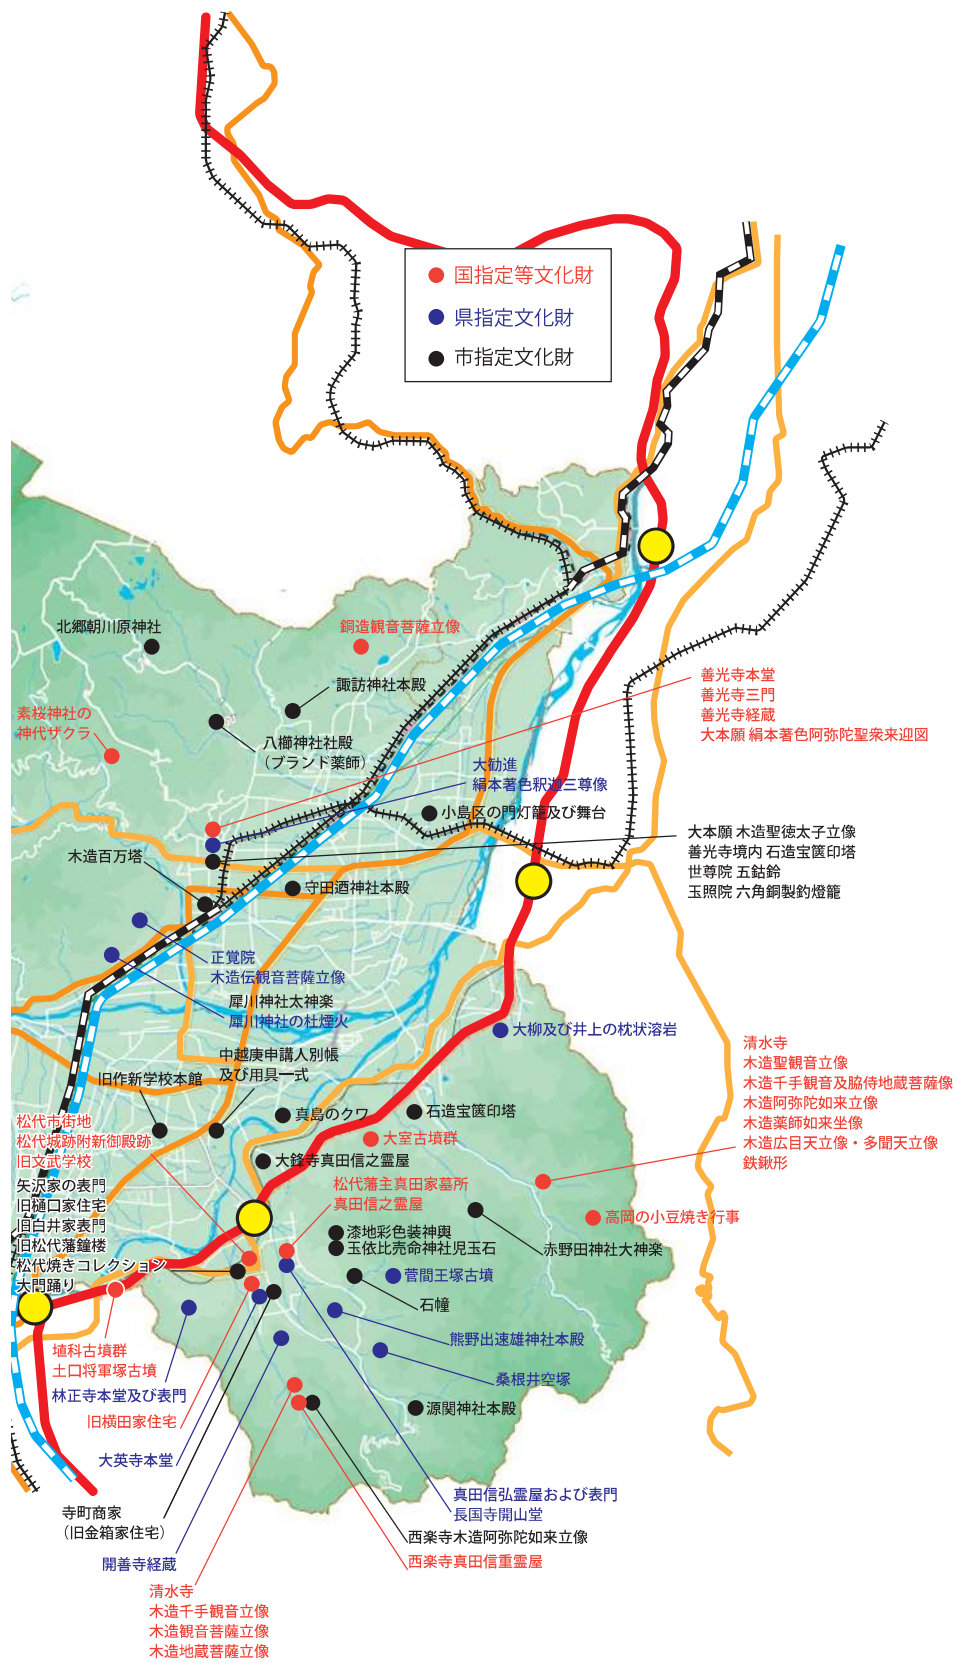 国指定等文化財
県指定文化財
市指定文化財
北郷朝川原神社
銅造観音菩薩立像
諏訪神社本殿
素桜神社の
神代ザクラ
八櫛神社社殿
（ブランド薬師）
善光寺本堂
善光寺三門
善光寺経蔵
大本願 絹本著色阿弥陀聖衆来迎図
大勧進
絹本著色釈迦三尊像
小島区の門灯籠及び舞台
大本願 木造聖徳太子立像
善光寺境内 石造宝篋印塔
世尊院 五鈷鈴
玉照院 六角銅製釣燈籠
木造百万塔
守田迺神社本殿
正覚院
木造伝観音菩薩立像
犀川神社太神楽
犀川神社の杜煙火
大柳及び井上の枕状溶岩
中越庚申講人別帳
及び用具一式
旧作新学校本館
真島のクワ
石造宝篋印塔
大室古墳群
清水寺
木造聖観音立像
木造千手観音及脇侍地蔵菩薩像
木造阿弥陀如来立像
木造薬師如来坐像
木造広目天立像・多聞天立像
鉄鍬形
松代市街地
松代城跡附新御殿跡
旧文武学校
矢沢家の表門
旧樋口家住宅
旧白井家表門
旧松代藩鐘楼
松代焼きコレクション
大門踊り
大鋒寺真田信之霊屋
松代藩主真田家墓所
真田信之霊屋
漆地彩色装神輿
玉依比売命神社児玉石
高岡の小豆焼き行事
赤野田神社大神楽
菅間王塚古墳
石幢
熊野出速雄神社本殿
桑根井空塚
源関神社本殿
埴科古墳群
土口将軍塚古墳
林正寺本堂及び表門
旧横田家住宅
大英寺本堂
寺町商家
（旧金箱家住宅）
開善寺経蔵
真田信弘霊屋および表門
長国寺開山堂
西楽寺木造阿弥陀如来立像
西楽寺真田信重霊屋
清水寺
木造千手観音立像
木造観音菩薩立像
木造地蔵菩薩立像